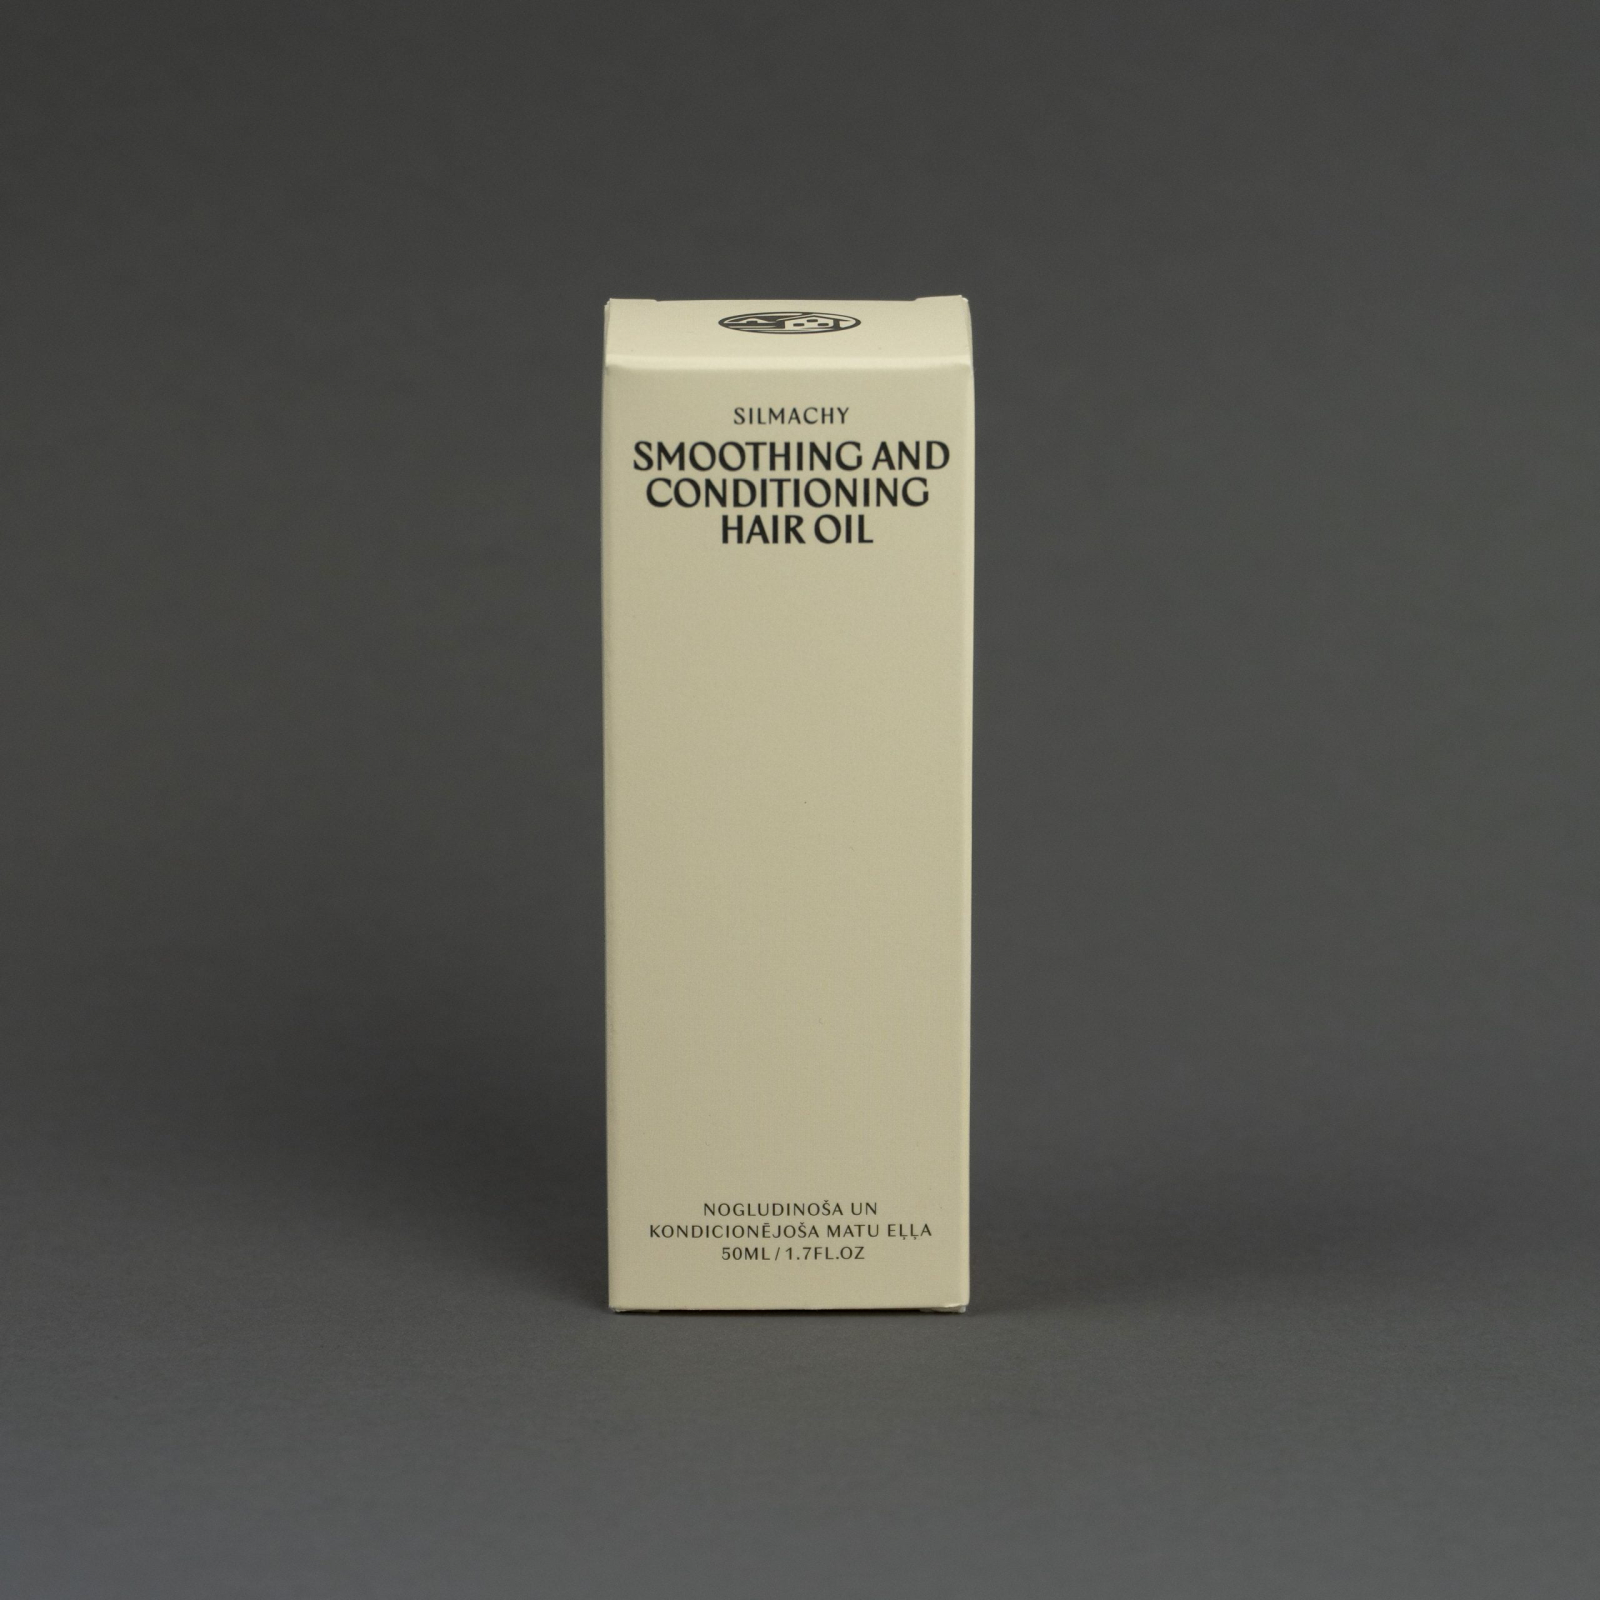 SILMACHY
SMOOTHING AND
CONDITIONING
HAIR OIL
NOGLUDINOŠA UN
KONDICIONĒJOŠA MATU EĻĻA
50ML / 1.7FL.OZ